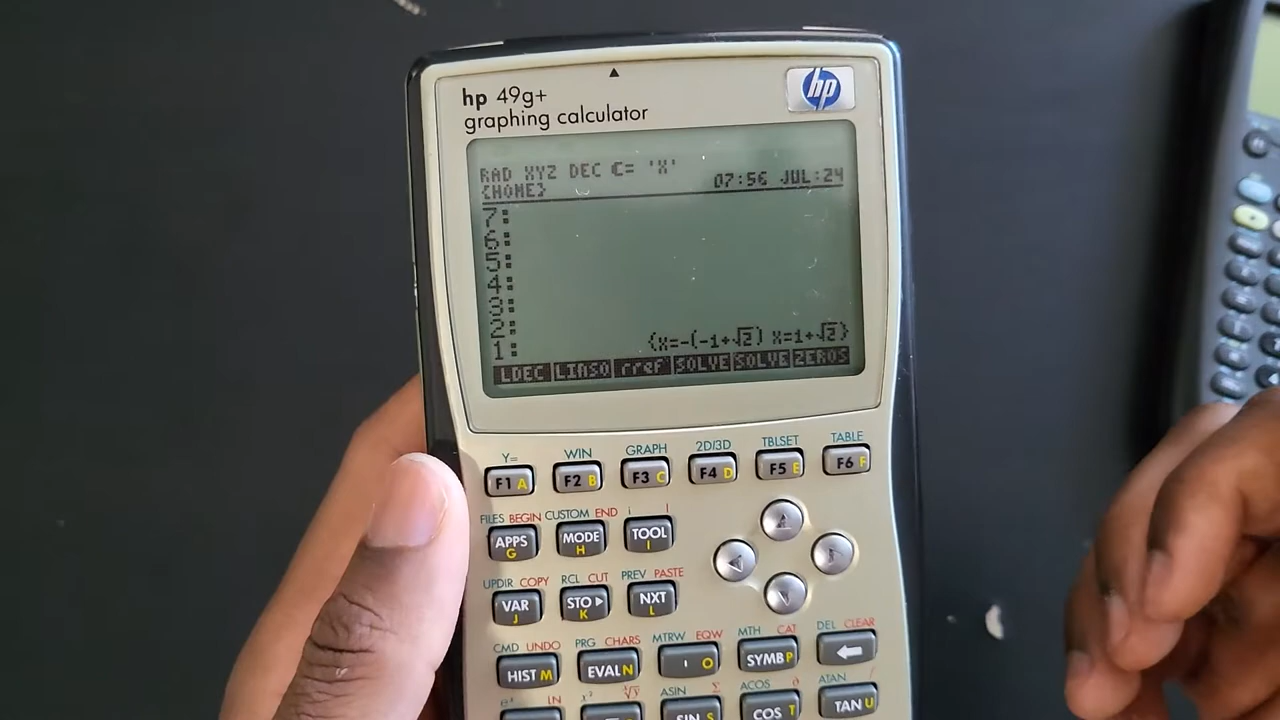 hp 49g+
graphing calculator
hp
RAD XYZ DEC C= 'X'
{HOME} 07:56 JUL:24
7:
6:
5:
4:
3:
2:
1: {X=-(-1+√2) X=1+√2}
LDEC LINSO rref SOLVE SOLVE ZEROS
Y= WIN GRAPH 2D/3D TBLSET TABLE
F1 A F2 B F3 C F4 D F5 E F6 F
FILES BEGIN CUSTOM END i |
APPS G MODE H TOOL I
UPDIR COPY RCL CUT PREV PASTE
VAR J STO▶ K NXT L
CMD UNDO PRG CHARS MTRW EQW MTH CAT DEL CLEAR
HIST M EVAL N ' O SYMB P ←
eˣ LN x² ˣ√y ASIN Σ ACOS ∂ ATAN ∫
SIN S COS T TAN U